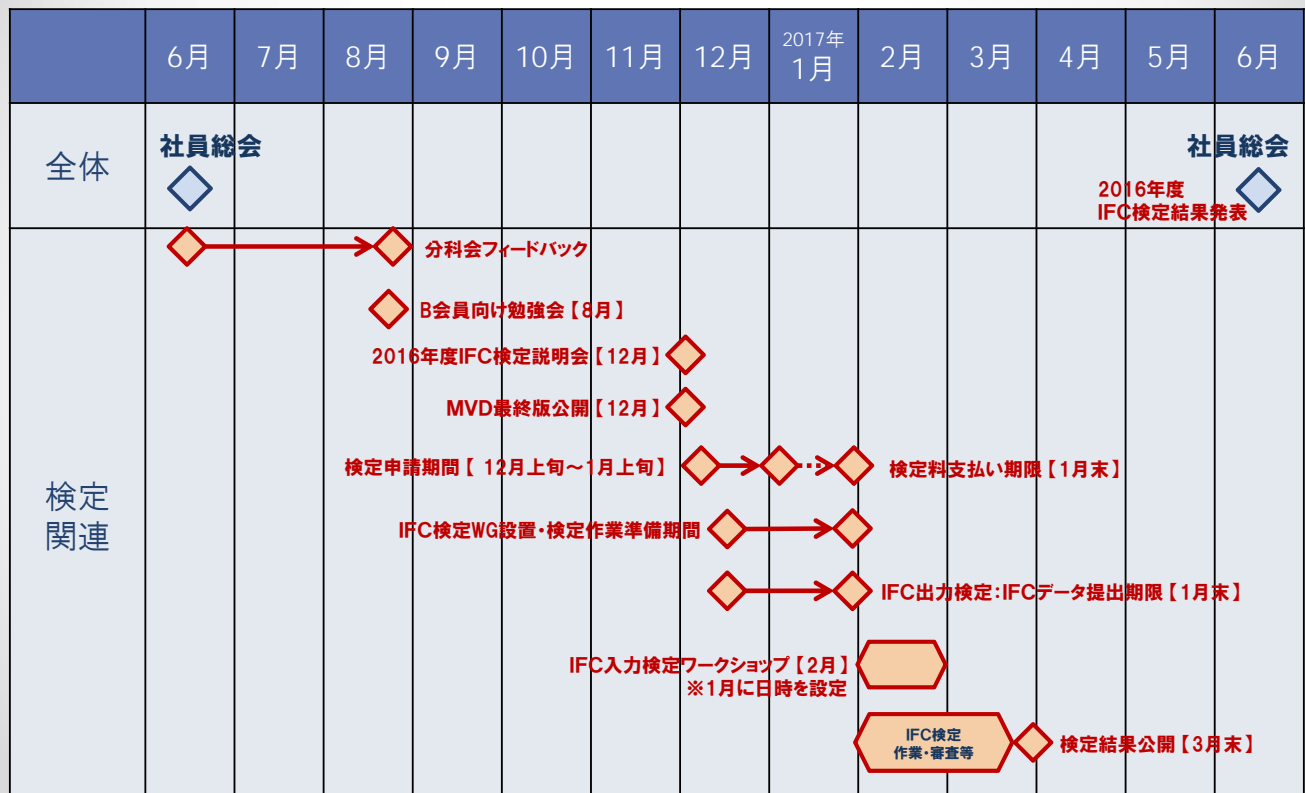 6月 7月 8月 9月 10月 11月 12月 2017年 1月 2月 3月 4月 5月 6月
全体
社員総会
社員総会
2016年度
IFC検定結果発表
検定
関連
分科会フィードバック
B会員向け勉強会【8月】
2016年度IFC検定説明会【12月】
MVD最終版公開【12月】
検定申請期間【 12月上旬～1月上旬】
検定料支払い期限【1月末】
IFC検定WG設置・検定作業準備期間
IFC出力検定:IFCデータ提出期限【1月末】
IFC入力検定ワークショップ【2月】
※1月に日時を設定
IFC検定
作業・審査等
検定結果公開【3月末】